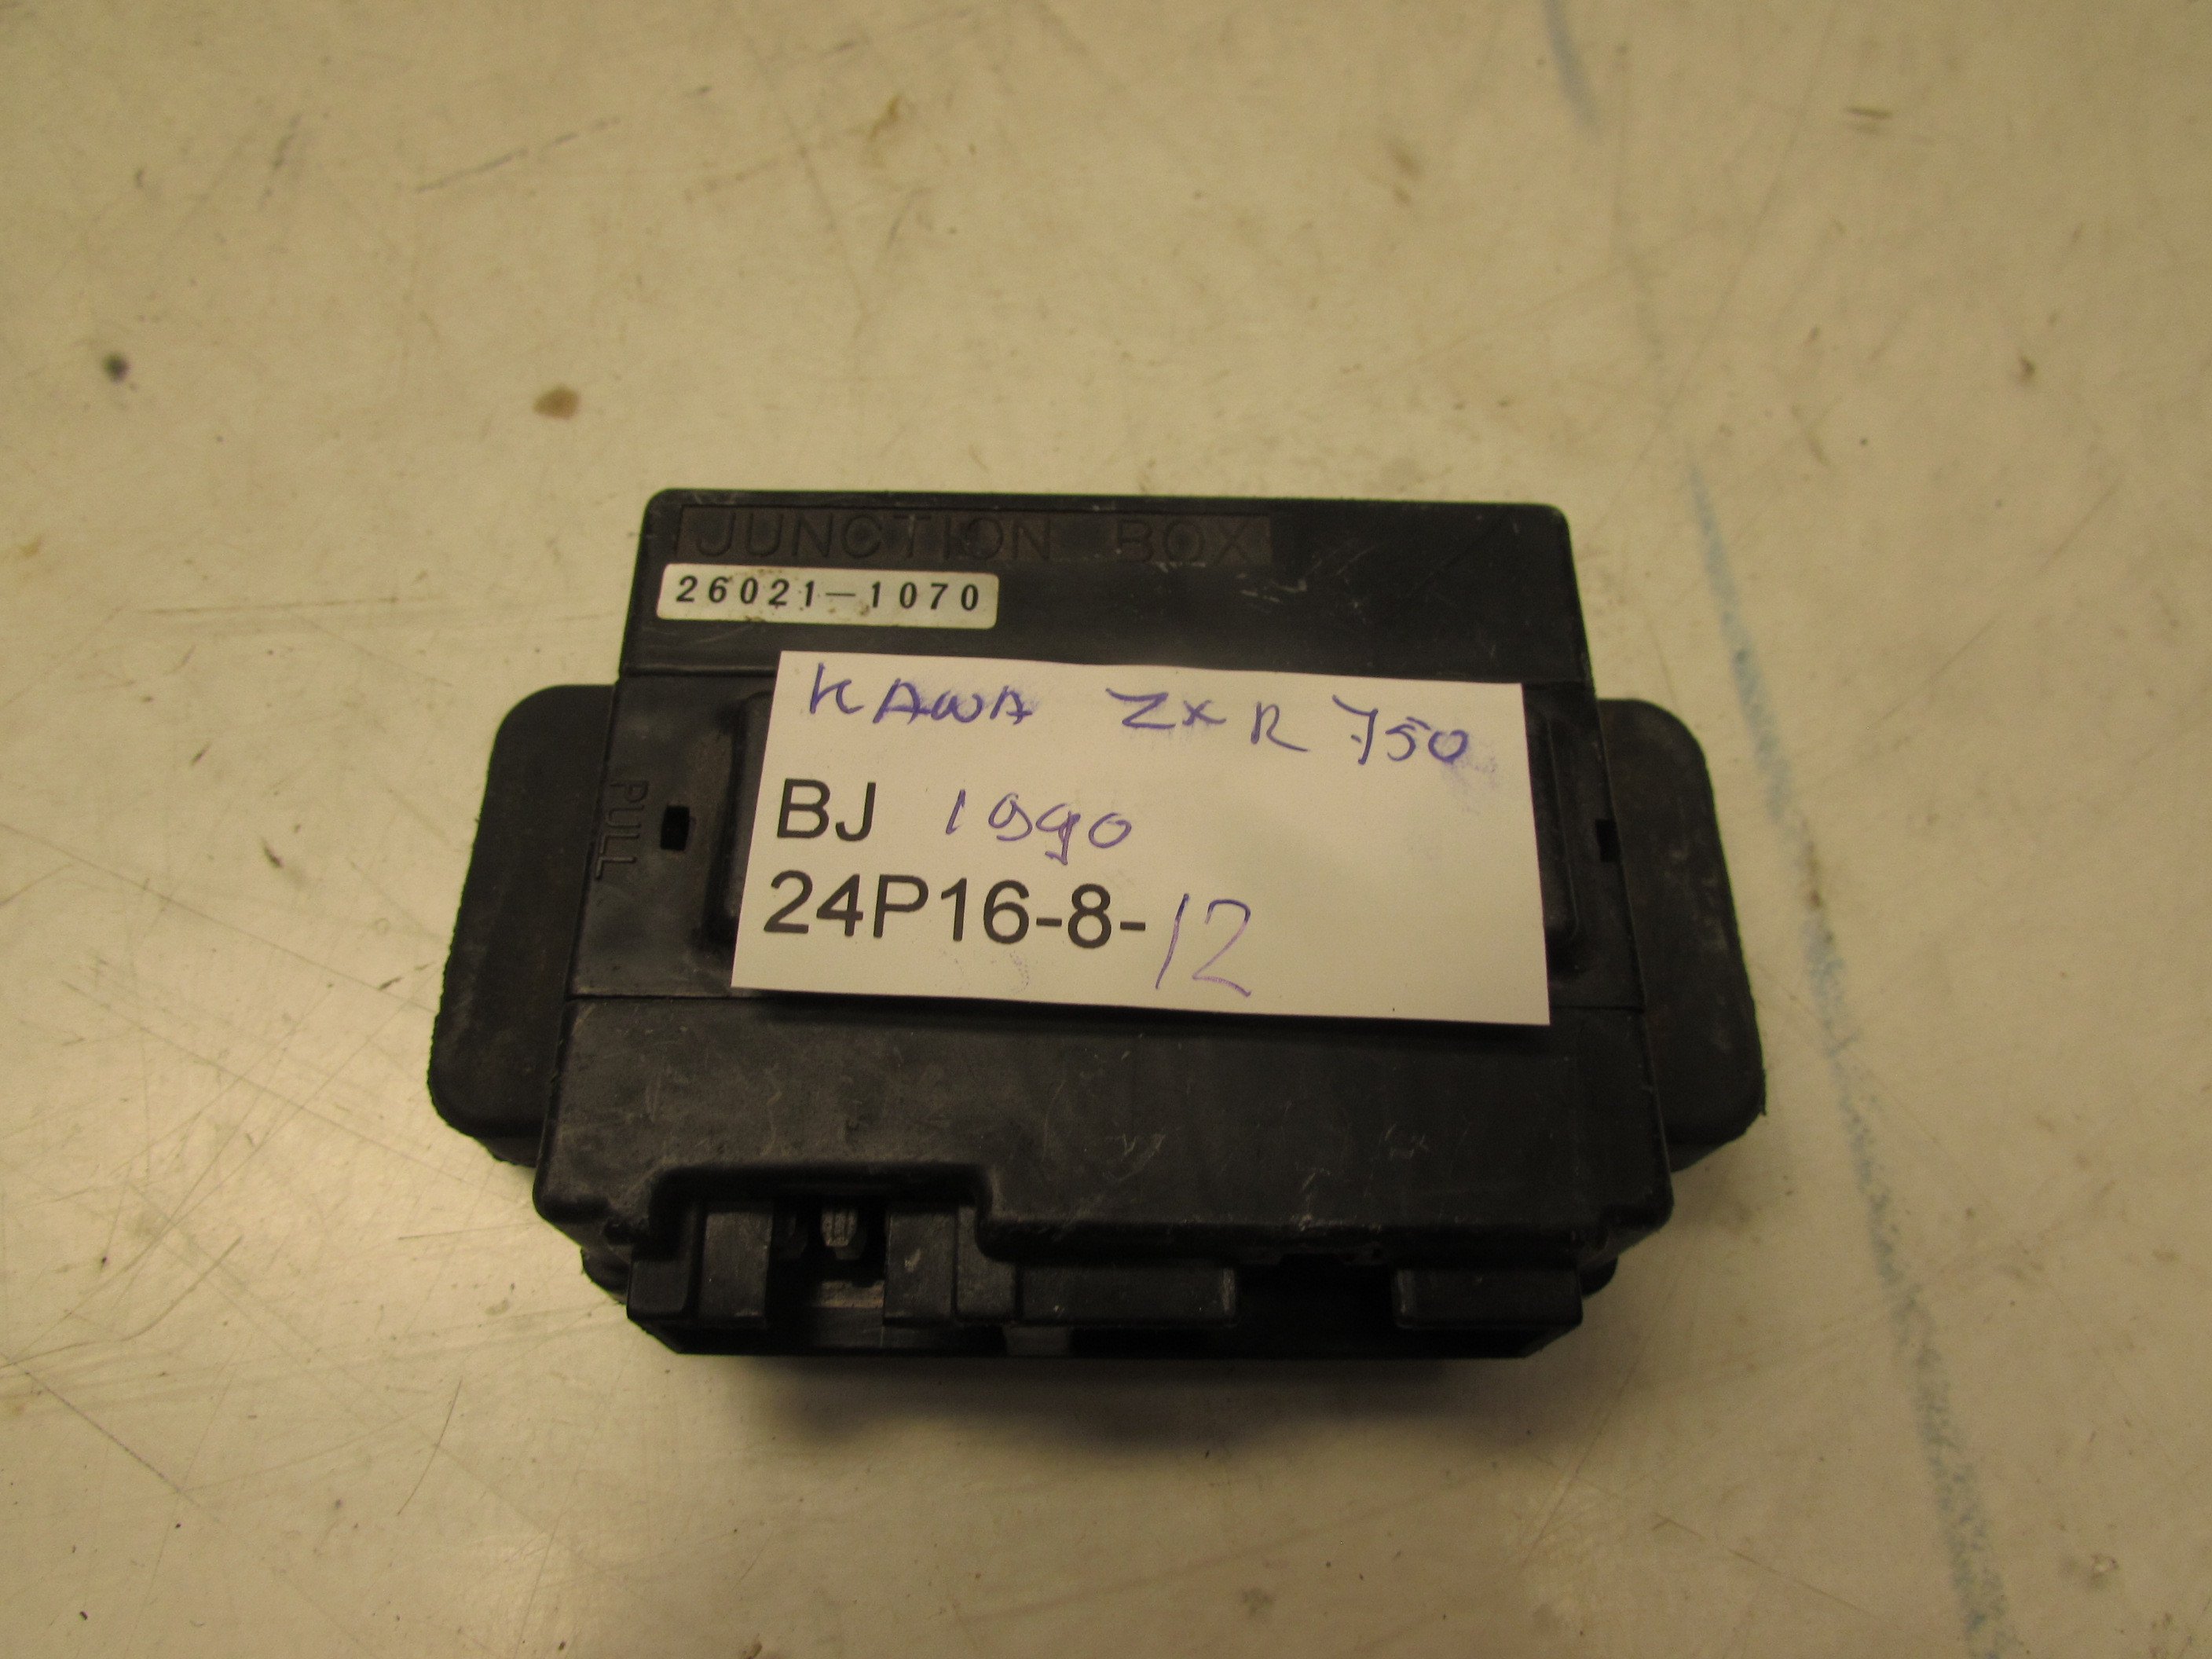 JUNCTION BOX
26021-1070
PULL
KAWA ZXR 750
BJ 1990
24P16-8-12